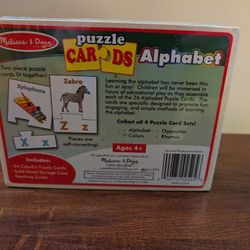 Melissa & Doug
puzzle
CARDS
Alphabet
Two-piece puzzle
cards fit together!
Xylophone
X x
Zebra
z
Pieces are
self-correcting!
Learning the alphabet has never been this
fun or easy! Children will be immersed in
hours of educational play as they assemble
each of the 26 Alphabet Puzzle Cards. The
cards are specially designed to promote fun,
engaging, and simple methods of learning
the alphabet.
Collect all 4 Puzzle Card Sets!
• Alphabet
• Colors
• Opposites
• Rhymes
Ages 4+
Includes:
Colorful Puzzle Cards
Solid Wood Storage Case
Teaching Guide
Melissa & Doug